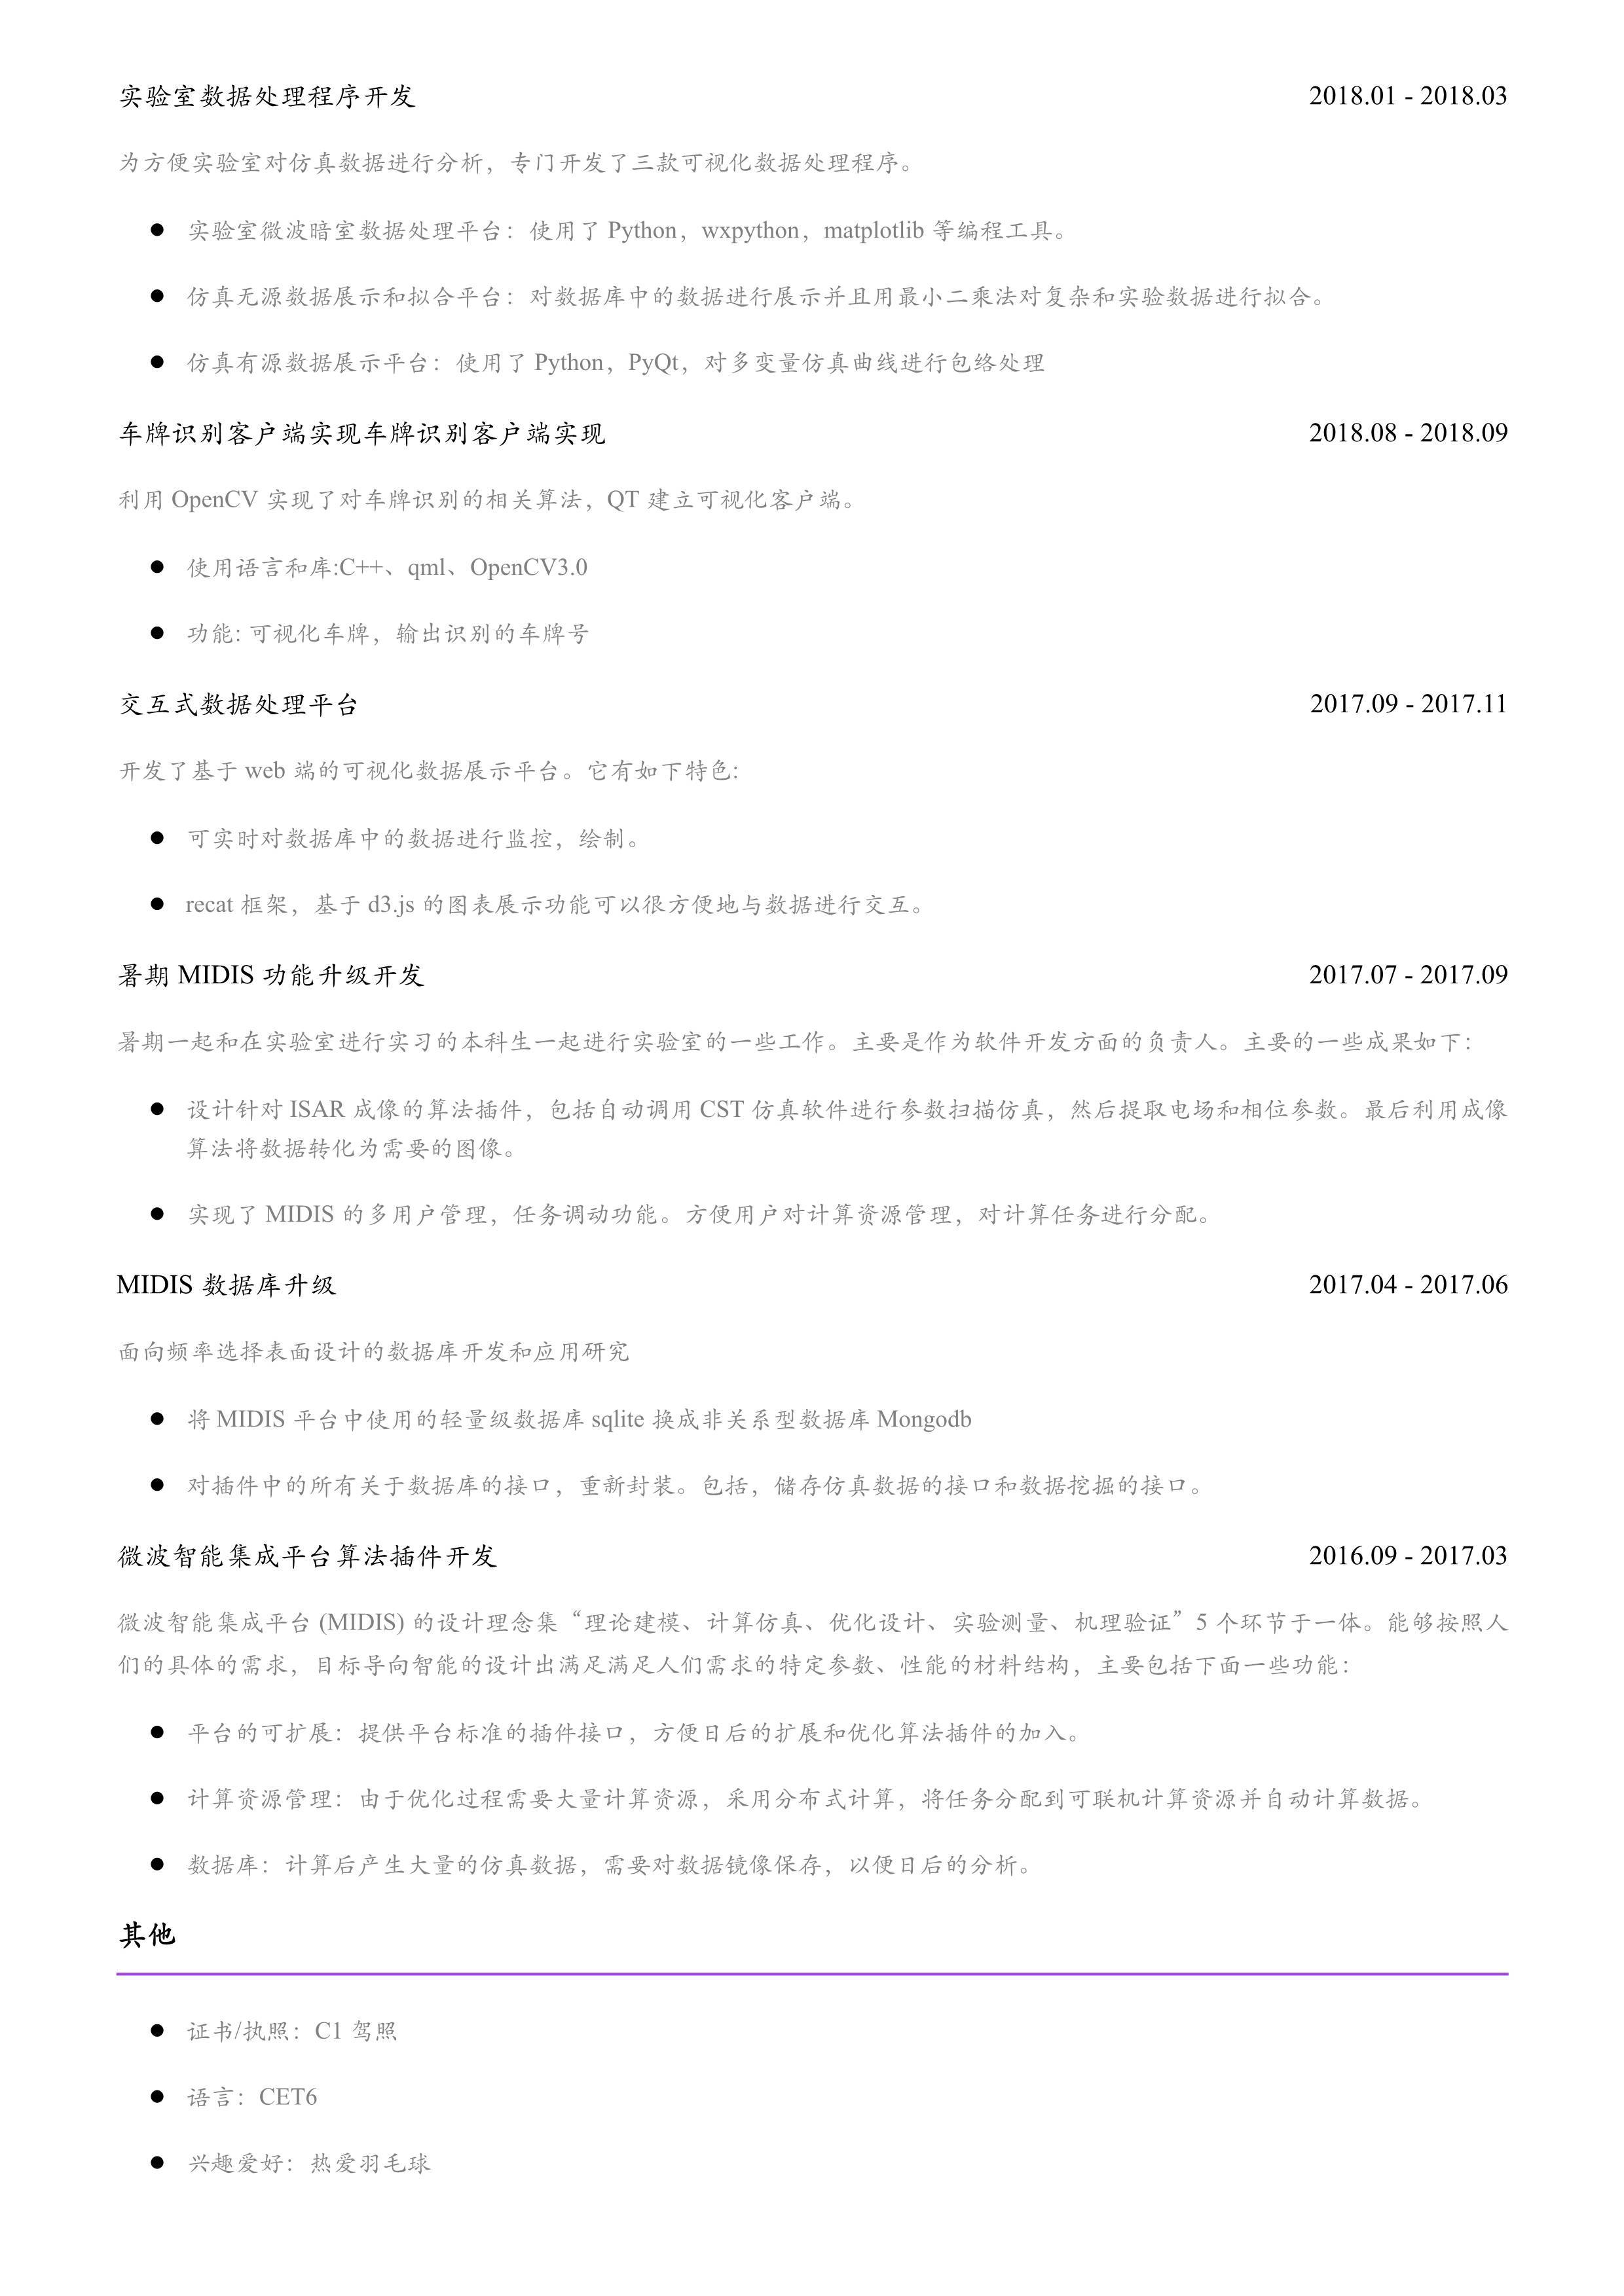 实验室数据处理程序开发 2018.01 - 2018.03
为方便实验室对仿真数据进行分析，专门开发了三款可视化数据处理程序。
● 实验室微波暗室数据处理平台：使用了 Python，wxpython，matplotlib 等编程工具。
● 仿真无源数据展示和拟合平台：对数据库中的数据进行展示并且用最小二乘法对复杂和实验数据进行拟合。
● 仿真有源数据展示平台：使用了 Python，PyQt，对多变量仿真曲线进行包络处理
车牌识别客户端实现车牌识别客户端实现 2018.08 - 2018.09
利用 OpenCV 实现了对车牌识别的相关算法，QT 建立可视化客户端。
● 使用语言和库:C++、qml、OpenCV3.0
● 功能: 可视化车牌，输出识别的车牌号
交互式数据处理平台 2017.09 - 2017.11
开发了基于 web 端的可视化数据展示平台。它有如下特色:
● 可实时对数据库中的数据进行监控，绘制。
● recat 框架，基于 d3.js 的图表展示功能可以很方便地与数据进行交互。
暑期 MIDIS 功能升级开发 2017.07 - 2017.09
暑期一起和在实验室进行实习的本科生一起进行实验室的一些工作。主要是作为软件开发方面的负责人。主要的一些成果如下：
● 设计针对 ISAR 成像的算法插件，包括自动调用 CST 仿真软件进行参数扫描仿真，然后提取电场和相位参数。最后利用成像
算法将数据转化为需要的图像。
● 实现了 MIDIS 的多用户管理，任务调动功能。方便用户对计算资源管理，对计算任务进行分配。
MIDIS 数据库升级 2017.04 - 2017.06
面向频率选择表面设计的数据库开发和应用研究
● 将 MIDIS 平台中使用的轻量级数据库 sqlite 换成非关系型数据库 Mongodb
● 对插件中的所有关于数据库的接口，重新封装。包括，储存仿真数据的接口和数据挖掘的接口。
微波智能集成平台算法插件开发 2016.09 - 2017.03
微波智能集成平台 (MIDIS) 的设计理念集“理论建模、计算仿真、优化设计、实验测量、机理验证”5 个环节于一体。能够按照人
们的具体的需求，目标导向智能的设计出满足满足人们需求的特定参数、性能的材料结构，主要包括下面一些功能：
● 平台的可扩展：提供平台标准的插件接口，方便日后的扩展和优化算法插件的加入。
● 计算资源管理：由于优化过程需要大量计算资源，采用分布式计算，将任务分配到可联机计算资源并自动计算数据。
● 数据库：计算后产生大量的仿真数据，需要对数据镜像保存，以便日后的分析。
其他
● 证书/执照：C1 驾照
● 语言：CET6
● 兴趣爱好：热爱羽毛球